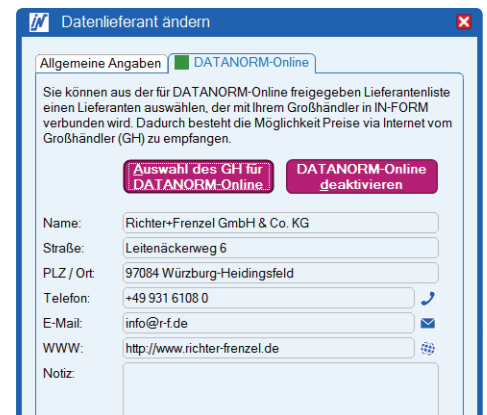 Datenlieferant ändern
Allgemeine Angaben DATANORM-Online
Sie können aus der für DATANORM-Online freigegeben Lieferantenliste
einen Lieferanten auswählen, der mit Ihrem Großhändler in IN-FORM
verbunden wird. Dadurch besteht die Möglichkeit Preise via Internet vom
Großhändler (GH) zu empfangen.
Auswahl des GH für DATANORM-Online
DATANORM-Online deaktivieren
Name: Richter+Frenzel GmbH & Co. KG
Straße: Leitenäckerweg 6
PLZ / Ort: 97084 Würzburg-Heidingsfeld
Telefon: +49 931 6108 0
E-Mail: info@r-f.de
WWW: http://www.richter-frenzel.de
Notiz: